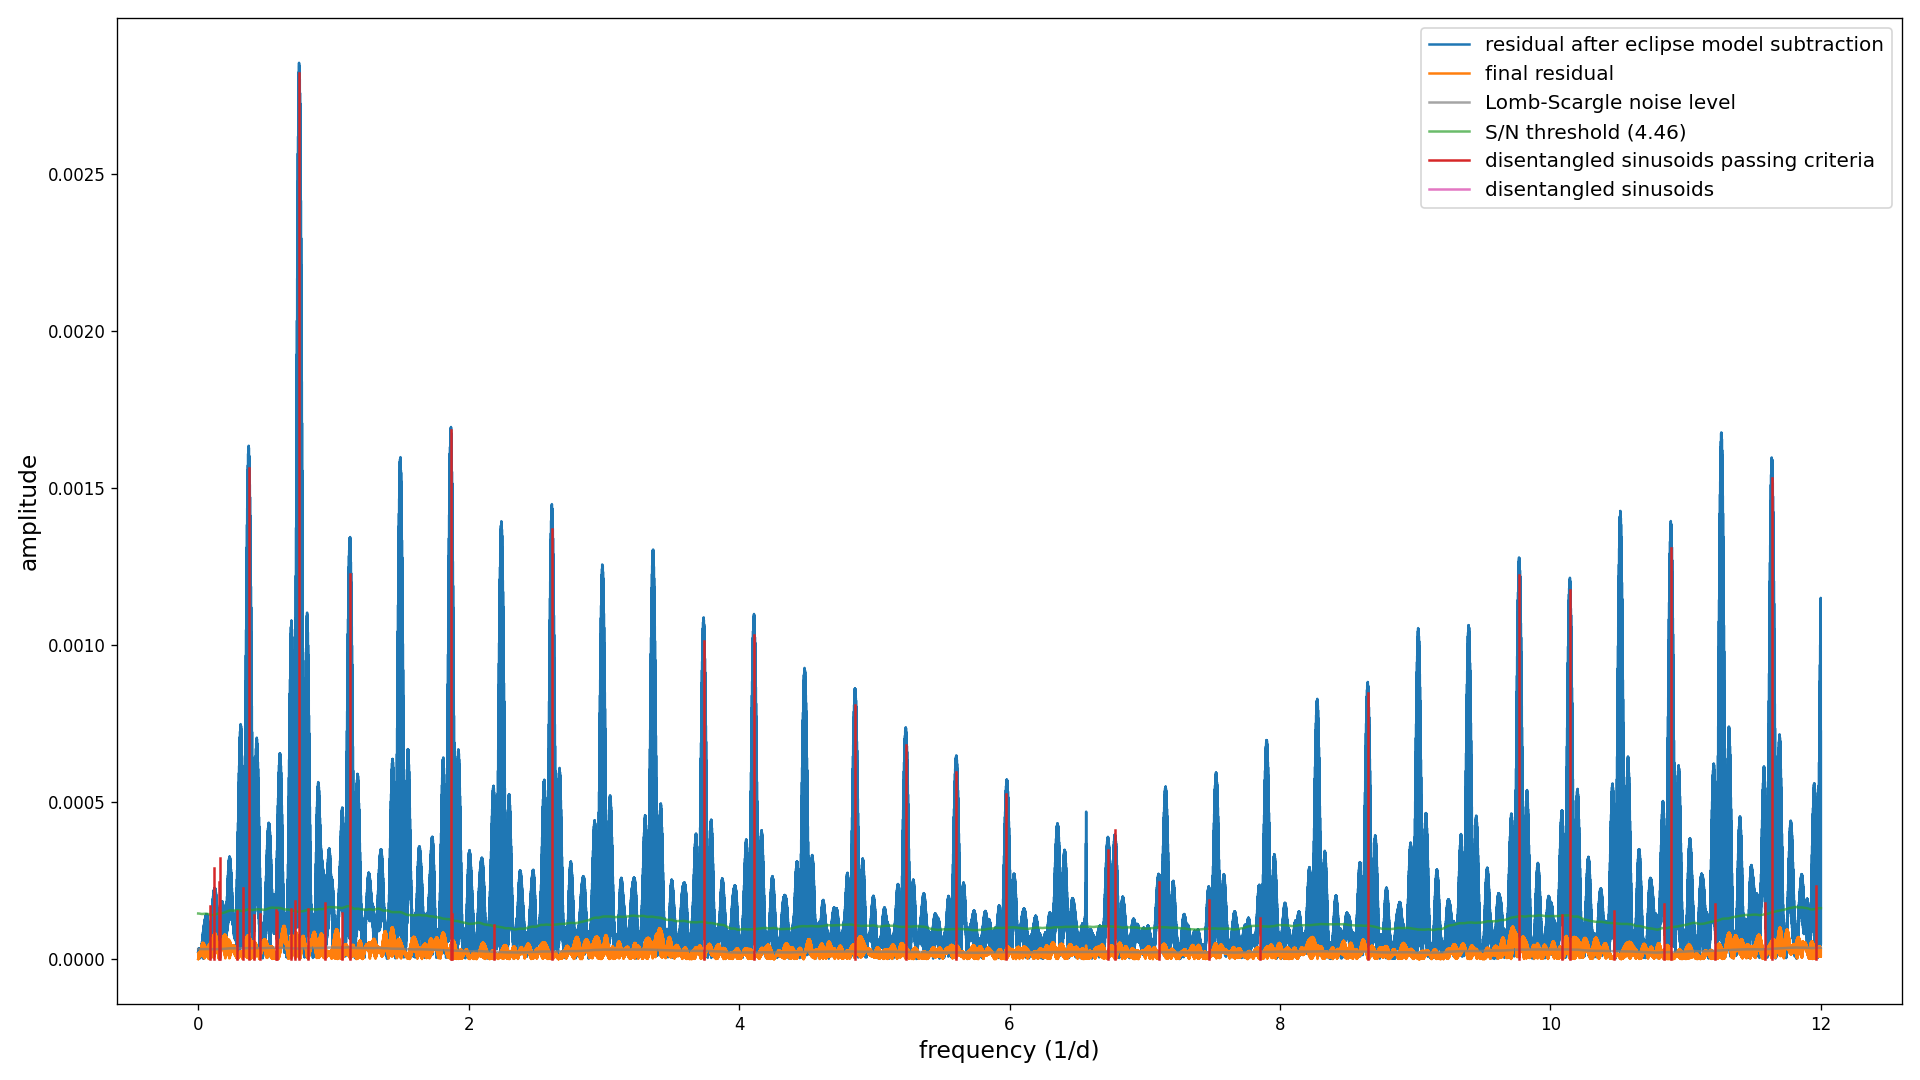 residual after eclipse model subtraction
final residual
Lomb-Scargle noise level
S/N threshold (4.46)
disentangled sinusoids passing criteria
disentangled sinusoids
amplitude
0.0025
0.0020
0.0015
0.0010
0.0005
0.0000
0 2 4 6 8 10 12
frequency (1/d)